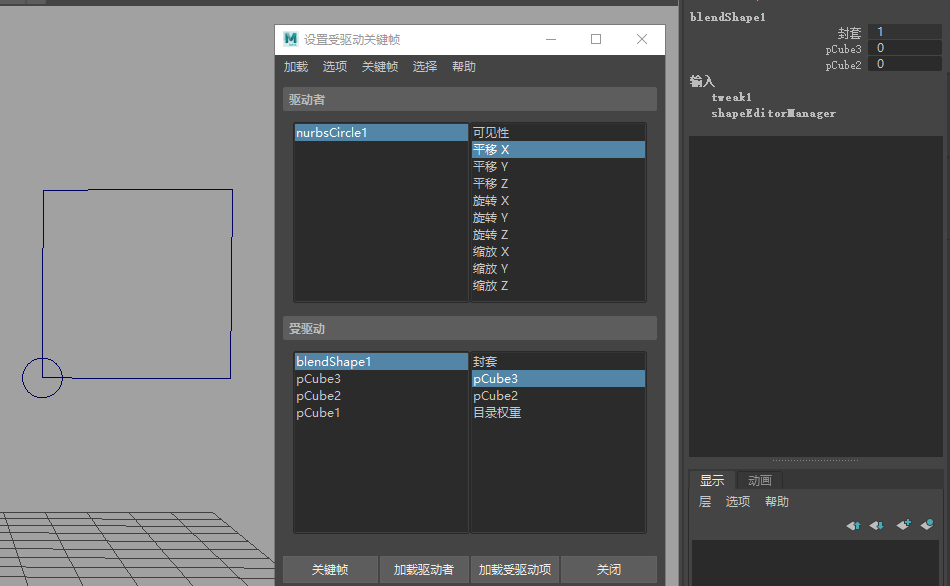 设置受驱动关键帧
加载 选项 关键帧 选择 帮助
驱动者
nurbsCircle1
可见性
平移 X
平移 Y
平移 Z
旋转 X
旋转 Y
旋转 Z
缩放 X
缩放 Y
缩放 Z
受驱动
blendShape1
pCube3
pCube2
pCube1
封套
pCube3
pCube2
目录权重
关键帧 加载驱动者 加载受驱动项 关闭
blendShape1
封套 1
pCube3 0
pCube2 0
输入
tweak1
shapeEditorManager
显示 动画
层 选项 帮助